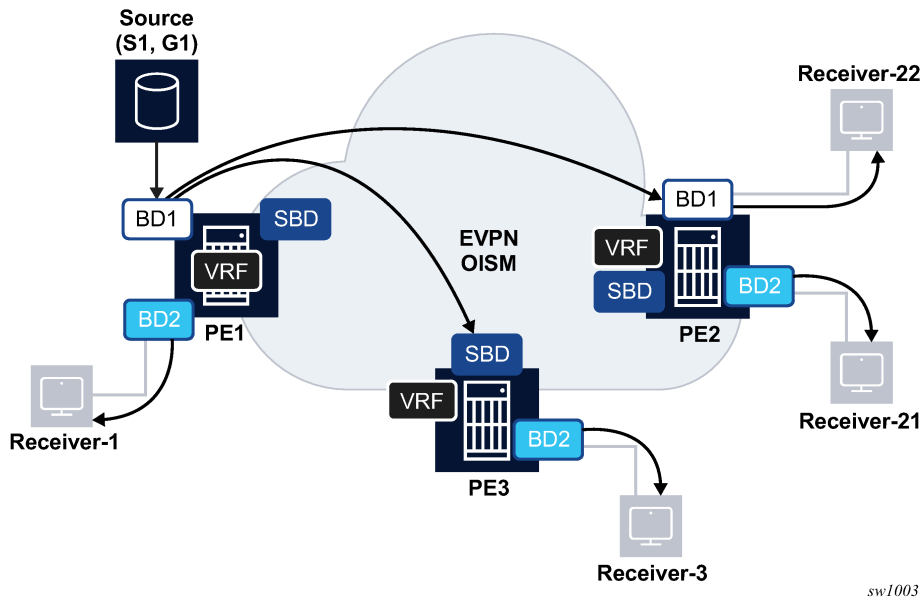 Source
(S1, G1)
Receiver-22
BD1
SBD
BD1
EVPN
OISM
VRF
VRF
SBD
BD2
BD2
PE1
PE2
SBD
VRF
Receiver-1
BD2
Receiver-21
PE3
Receiver-3
sw1003